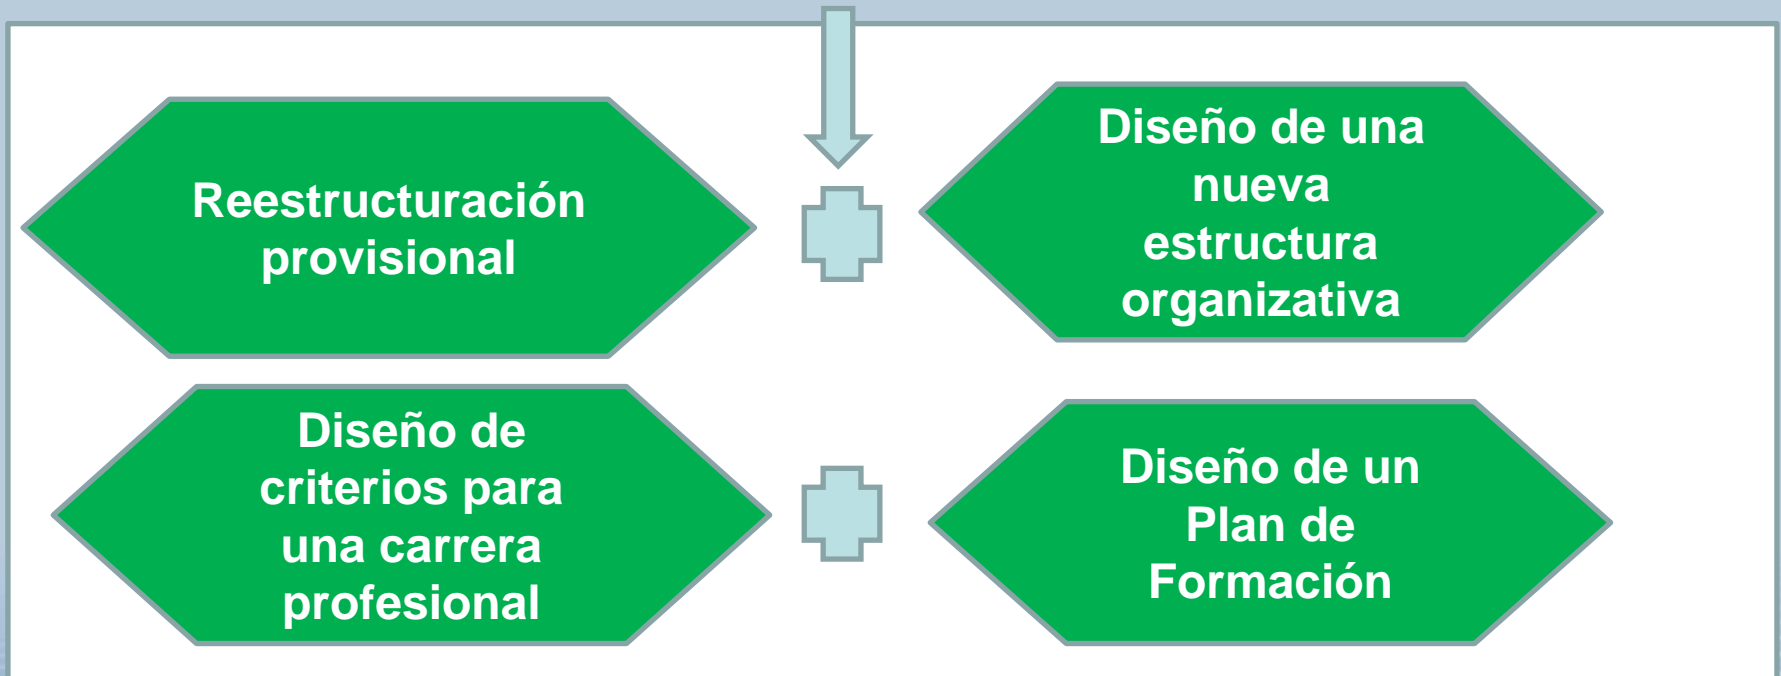 Reestructuración
provisional
Diseño de una
nueva
estructura
organizativa
Diseño de
criterios para
una carrera
profesional
Diseño de un
Plan de
Formación